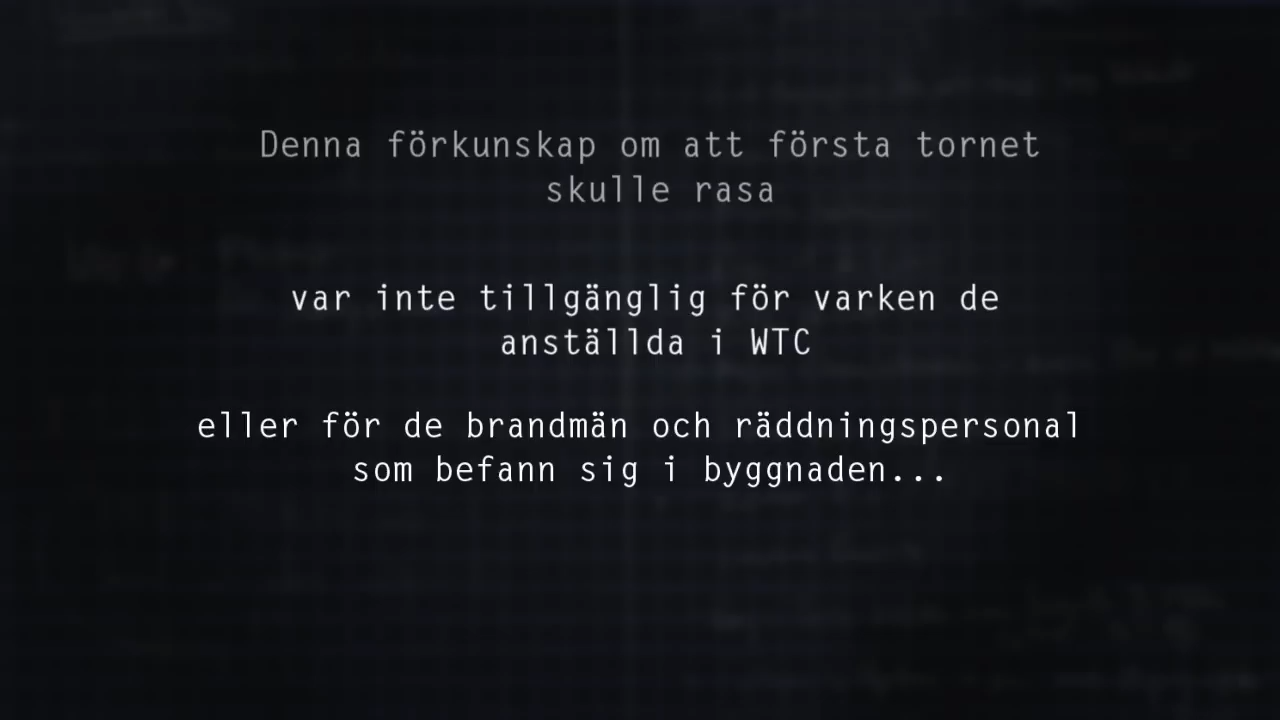 Denna förkunskap om att första tornet
skulle rasa
var inte tillgänglig för varken de
anställda i WTC
eller för de brandmän och räddningspersonal
som befann sig i byggnaden...